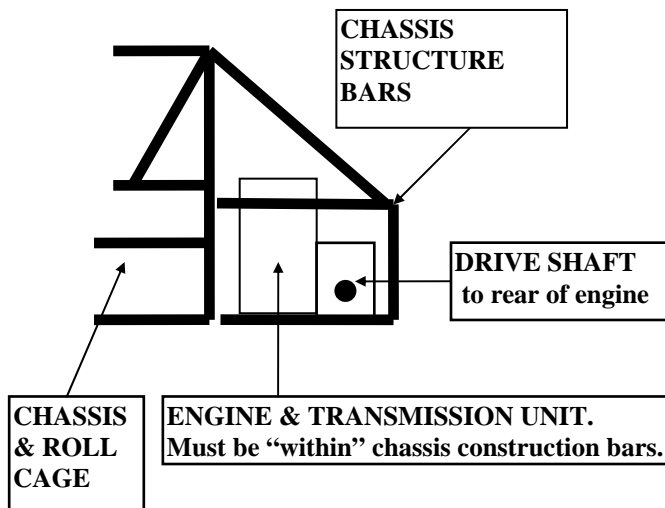 CHASSIS
STRUCTURE
BARS
DRIVE SHAFT
to rear of engine
CHASSIS
& ROLL
CAGE
ENGINE & TRANSMISSION UNIT.
Must be “within” chassis construction bars.